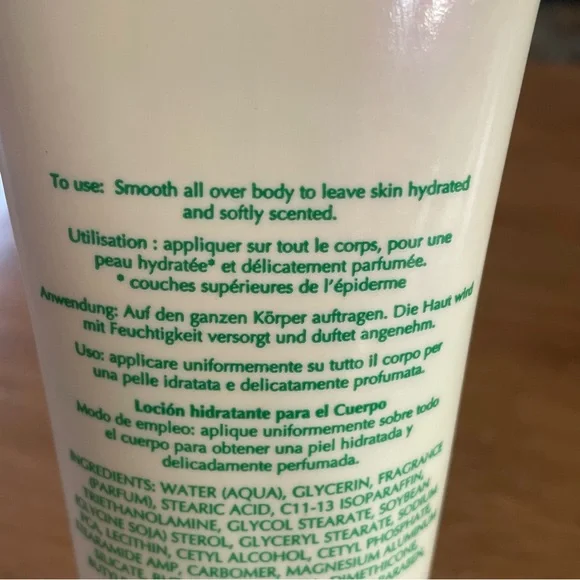 To use: Smooth all over body to leave skin hydrated
and softly scented.
Utilisation : appliquer sur tout le corps, pour une
peau hydratée* et délicatement parfumée.
* couches supérieures de l'épiderme
Anwendung: Auf den ganzen Körper auftragen. Die Haut wird
mit Feuchtigkeit versorgt und duftet angenehm.
Uso: applicare uniformemente su tutto il corpo per
una pelle idratata e delicatamente profumata.
Loción hidratante para el Cuerpo
Modo de empleo: aplique uniformemente sobre todo
el cuerpo para obtener una piel hidratada y
delicadamente perfumada.
INGREDIENTS: WATER (AQUA), GLYCERIN, FRAGRANCE
(PARFUM), STEARIC ACID, C11-13 ISOPARAFFIN,
TRIETHANOLAMINE, GLYCOL STEARATE, SOYBEAN
(GLYCINE SOJA) STEROL, GLYCERYL STEARATE, SODIUM
PCA, LECITHIN, CETYL ALCOHOL, CETYL PHOSPHATE,
AMP, CARBOMER, MAGNESIUM ALUMINUM
SILICATE, DIMETHICONE,